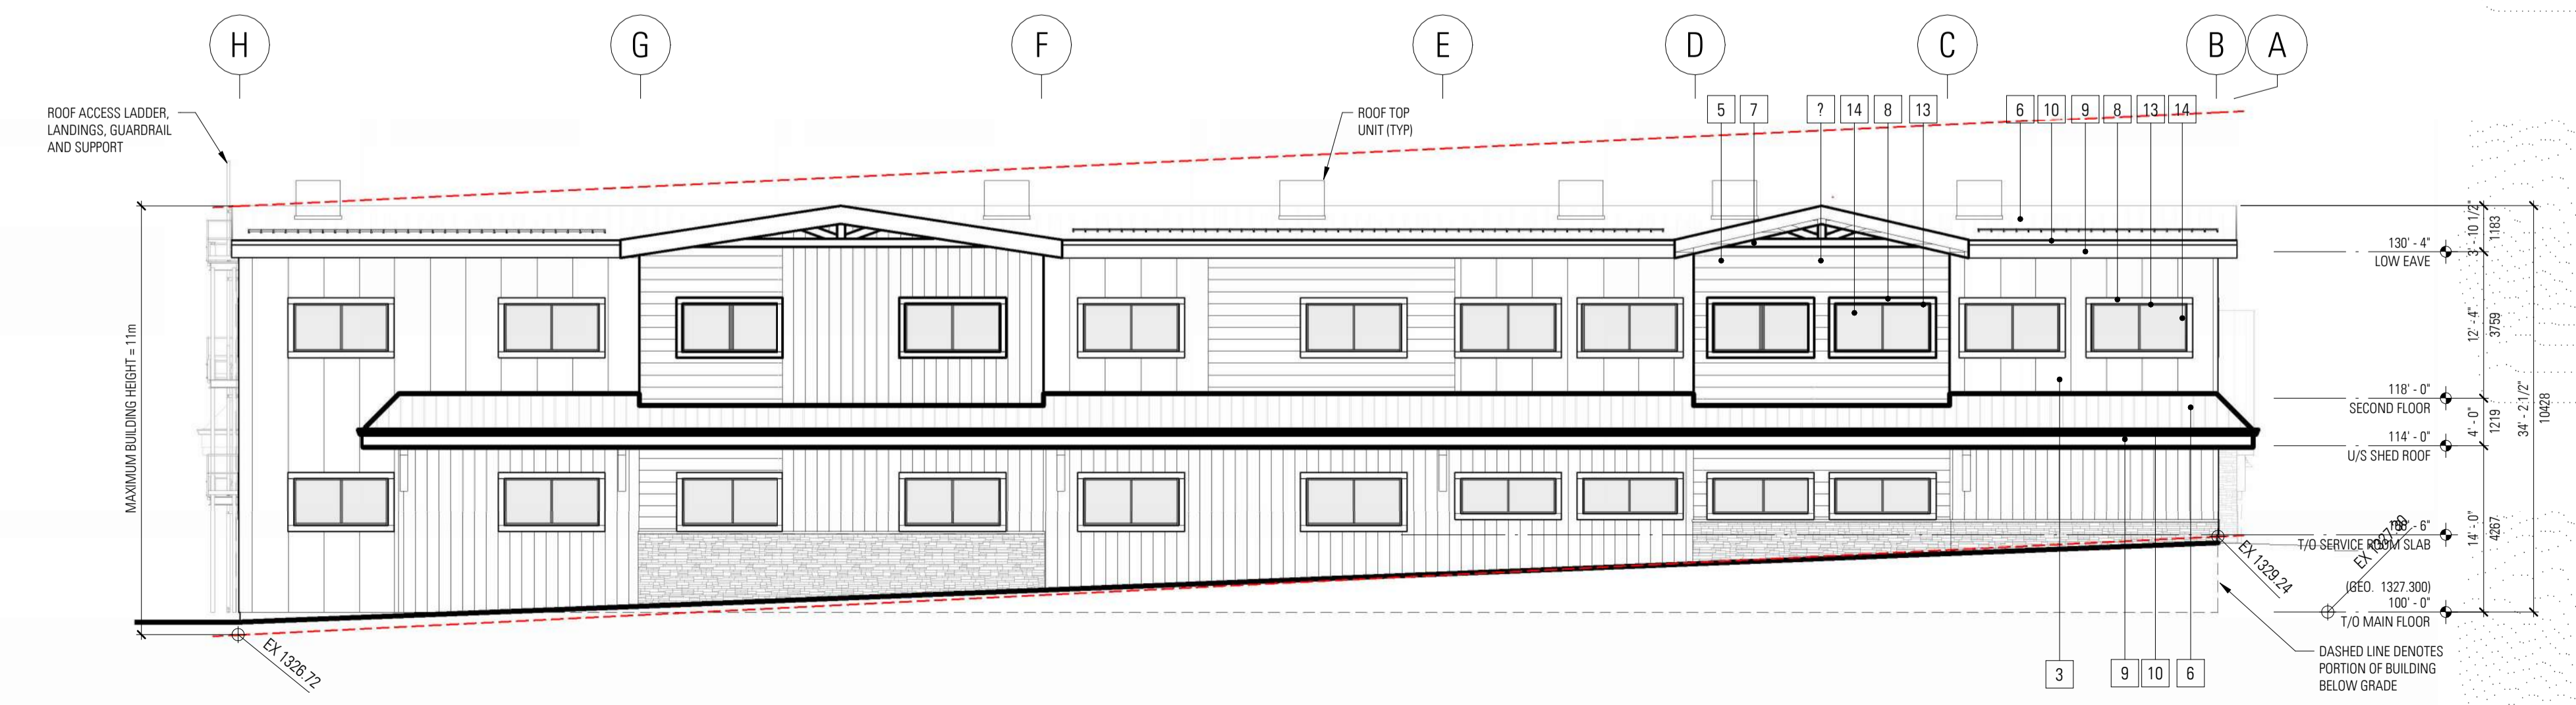 H
G
F
E
D
C
B
A
ROOF ACCESS LADDER,
LANDINGS, GUARDRAIL
AND SUPPORT
ROOF TOP
UNIT (TYP)
5
7
?
14
8
13
6
10
9
8
13
14
MAXIMUM BUILDING HEIGHT = 11m
130' - 4"
LOW EAVE
3' - 10 1/2"
1183
12' - 4"
3759
118' - 0"
SECOND FLOOR
4' - 0"
1219
34' - 2 1/2"
10428
114' - 0"
U/S SHED ROOF
14' - 0"
4267
T/O SERVICE ROOM SLAB
EX 1329.24
(GEO. 1327.300)
100' - 0"
T/O MAIN FLOOR
EX 1326.72
DASHED LINE DENOTES
PORTION OF BUILDING
BELOW GRADE
3
9
10
6